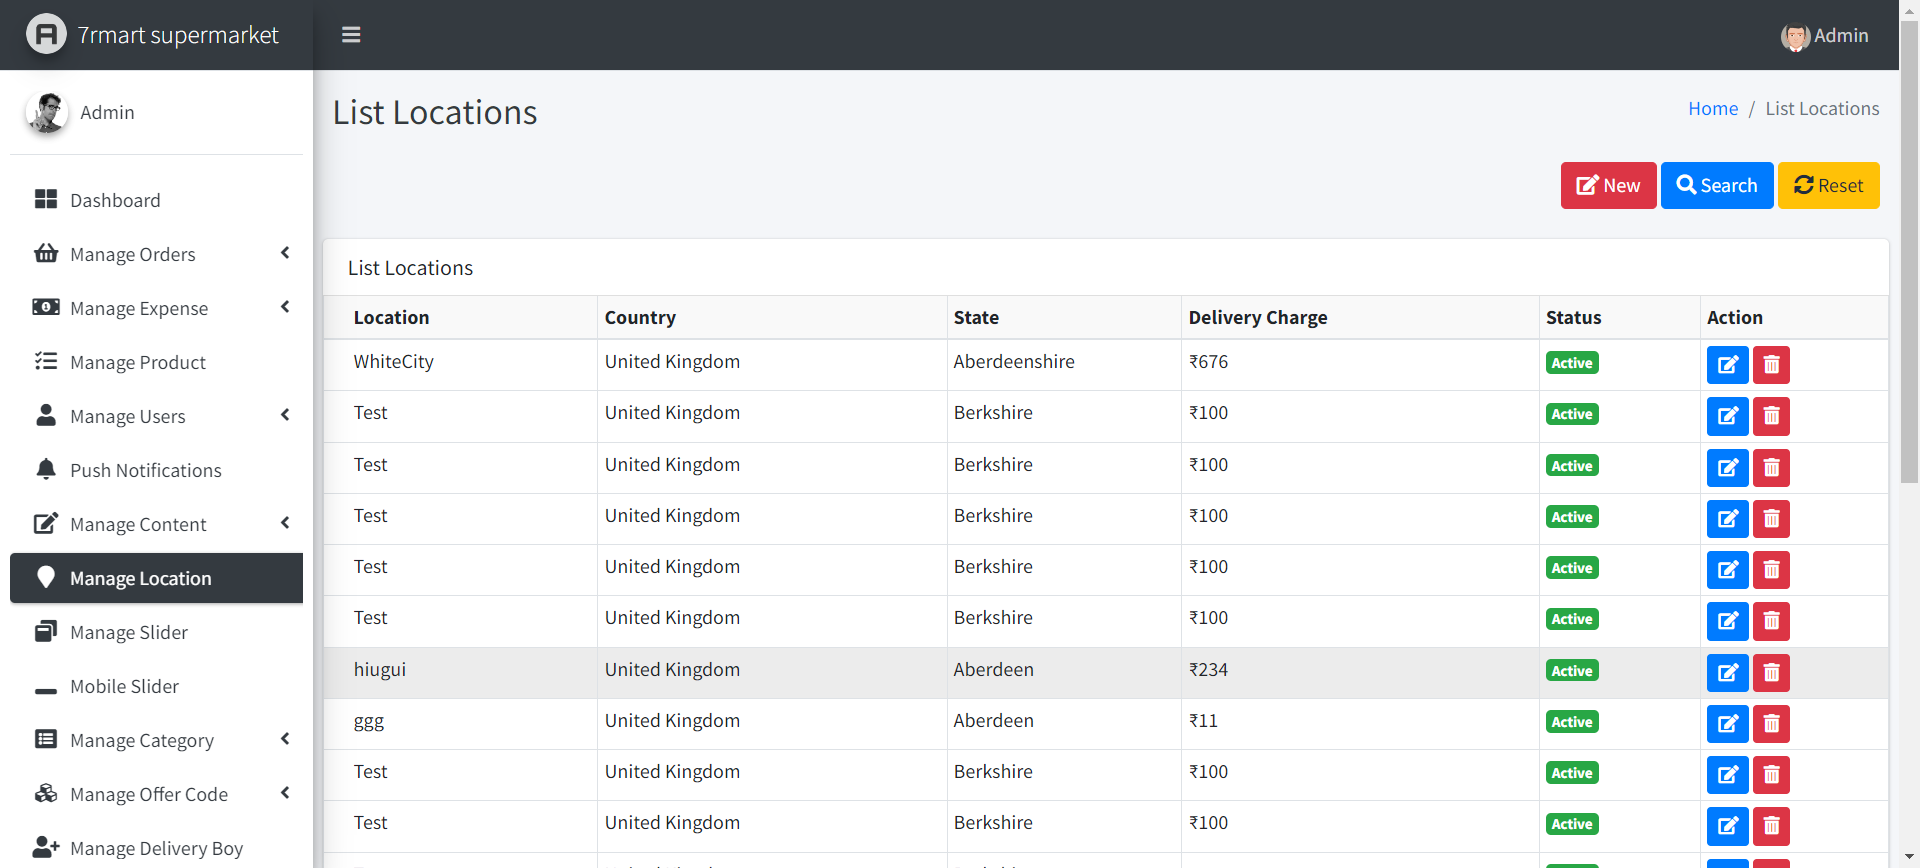 7rmart supermarket
Admin
Admin
List Locations
Home / List Locations
New Search Reset
Dashboard
Manage Orders
Manage Expense
Manage Product
Manage Users
Push Notifications
Manage Content
Manage Location
Manage Slider
Mobile Slider
Manage Category
Manage Offer Code
Manage Delivery Boy
List Locations
Location Country State Delivery Charge Status Action
WhiteCity United Kingdom Aberdeenshire ₹676 Active
Test United Kingdom Berkshire ₹100 Active
Test United Kingdom Berkshire ₹100 Active
Test United Kingdom Berkshire ₹100 Active
Test United Kingdom Berkshire ₹100 Active
Test United Kingdom Berkshire ₹100 Active
hiugui United Kingdom Aberdeen ₹234 Active
ggg United Kingdom Aberdeen ₹11 Active
Test United Kingdom Berkshire ₹100 Active
Test United Kingdom Berkshire ₹100 Active